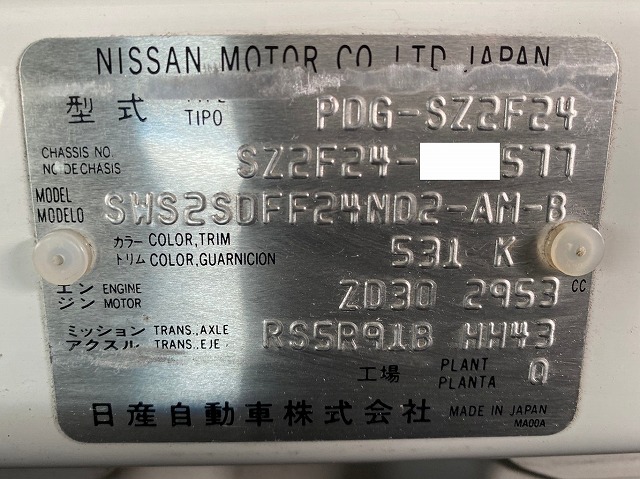 NISSAN MOTOR CO.,LTD.JAPAN
型式 TYPE TIPO PDG-SZ2F24
CHASSIS NO. NO DE CHASIS SZ2F24- 577
MODEL MODELO SWS2SDFF24ND2-AM-B
カラー COLOR,TRIM
トリム COLOR,GUARNICION 531 K
エンジン ENGINE MOTOR ZD30 2953 CC
ミッション TRANS.,AXLE
アクスル TRANS.,EJE RS5R91B HH43
工場 PLANT PLANTA Q
日産自動車株式会社 MADE IN JAPAN
MA00A